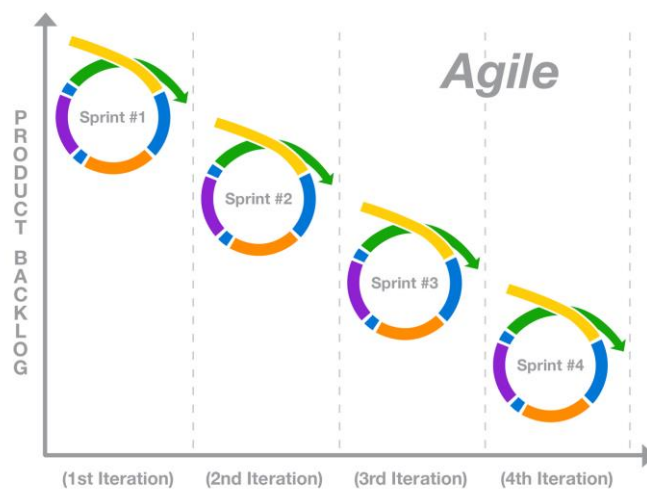 Agile
PRODUCT BACKLOG
Sprint #1
Sprint #2
Sprint #3
Sprint #4
(1st Iteration)
(2nd Iteration)
(3rd Iteration)
(4th Iteration)